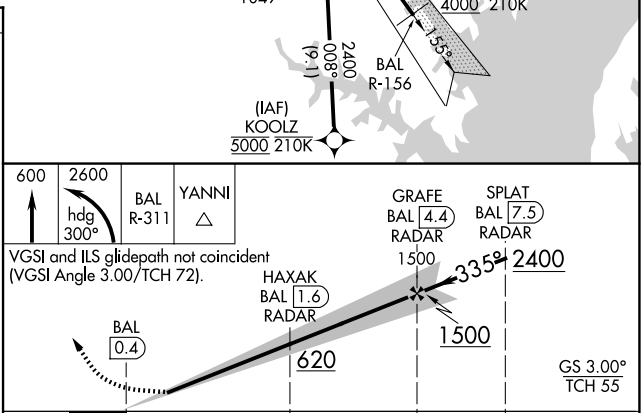 4000 210K
2400
008°
(9.1)
155°
BAL
R-156
(IAF)
KOOLZ
5000 210K
600
2600
hdg
300°
BAL
R-311
YANNI
VGSI and ILS glidepath not coincident
(VGSI Angle 3.00/TCH 72).
GRAFE
BAL 4.4
RADAR
1500
SPLAT
BAL 7.5
RADAR
335°
2400
HAXAK
BAL 1.6
RADAR
1500
BAL
0.4
620
GS 3.00°
TCH 55